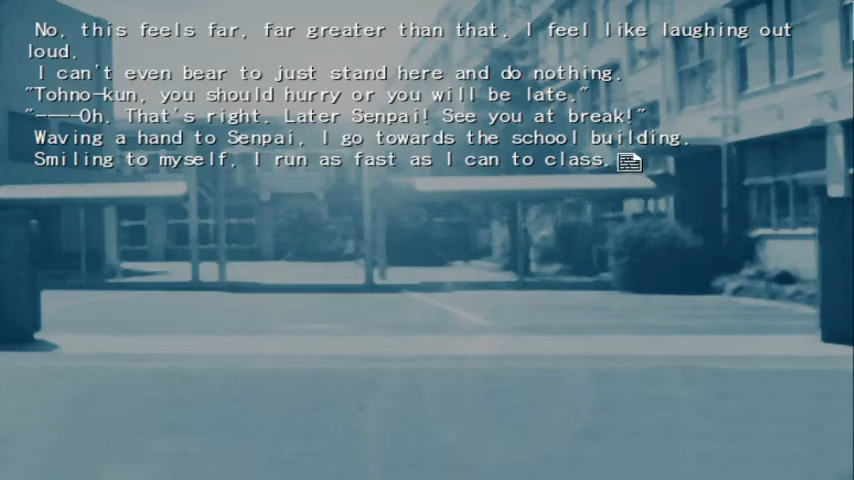 No, this feels far, far greater than that. I feel like laughing out
loud.
I can't even bear to just stand here and do nothing.
"Tohno-kun, you should hurry or you will be late."
"---Oh. That's right. Later Senpai! See you at break!"
Waving a hand to Senpai, I go towards the school building.
Smiling to myself, I run as fast as I can to class.